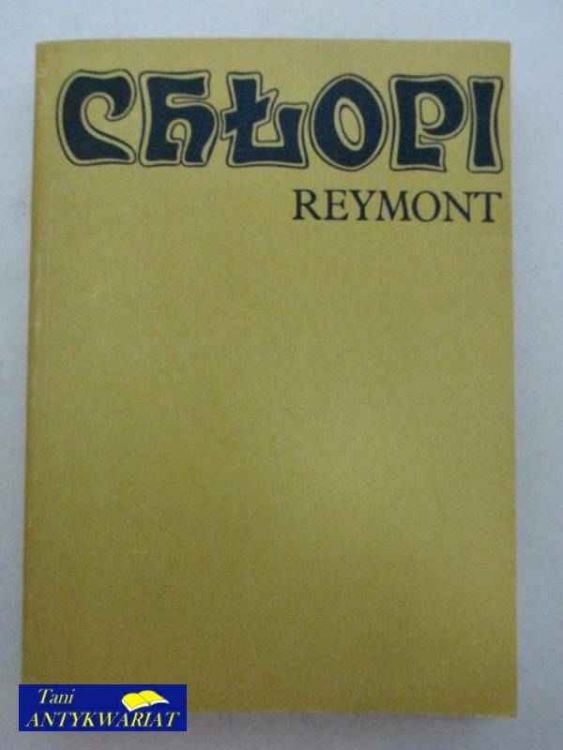 CHŁOPI
REYMONT
Tani
ANTYKWARIAT